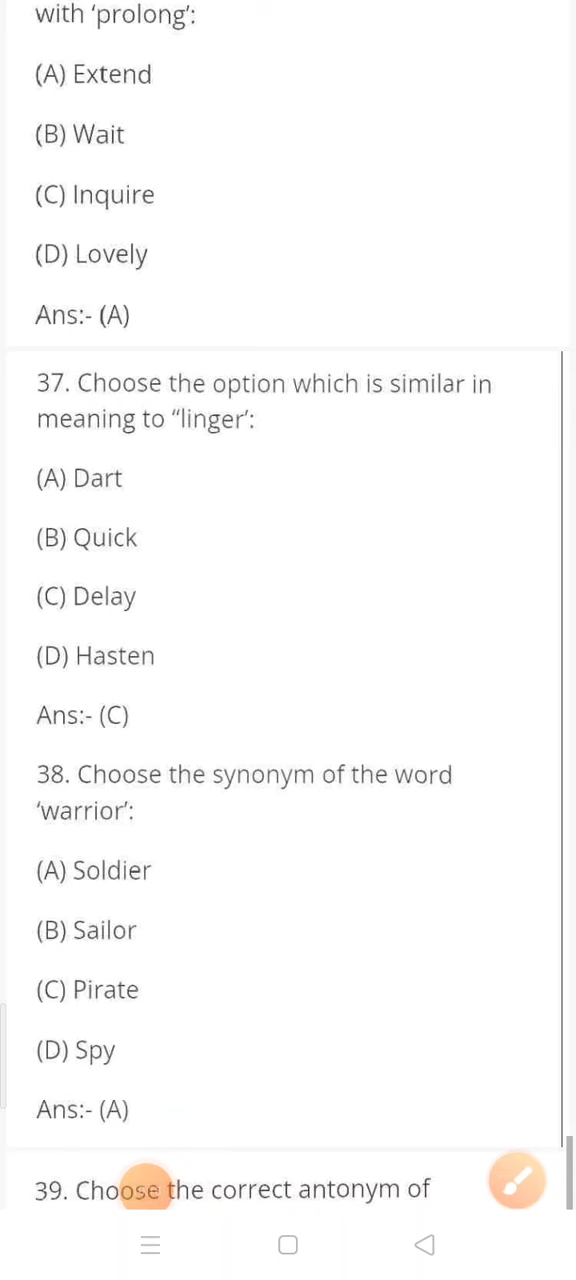 with ‘prolong’:
(A) Extend
(B) Wait
(C) Inquire
(D) Lovely
Ans:- (A)
37. Choose the option which is similar in
meaning to “linger’:
(A) Dart
(B) Quick
(C) Delay
(D) Hasten
Ans:- (C)
38. Choose the synonym of the word
‘warrior’:
(A) Soldier
(B) Sailor
(C) Pirate
(D) Spy
Ans:- (A)
39. Choose the correct antonym of